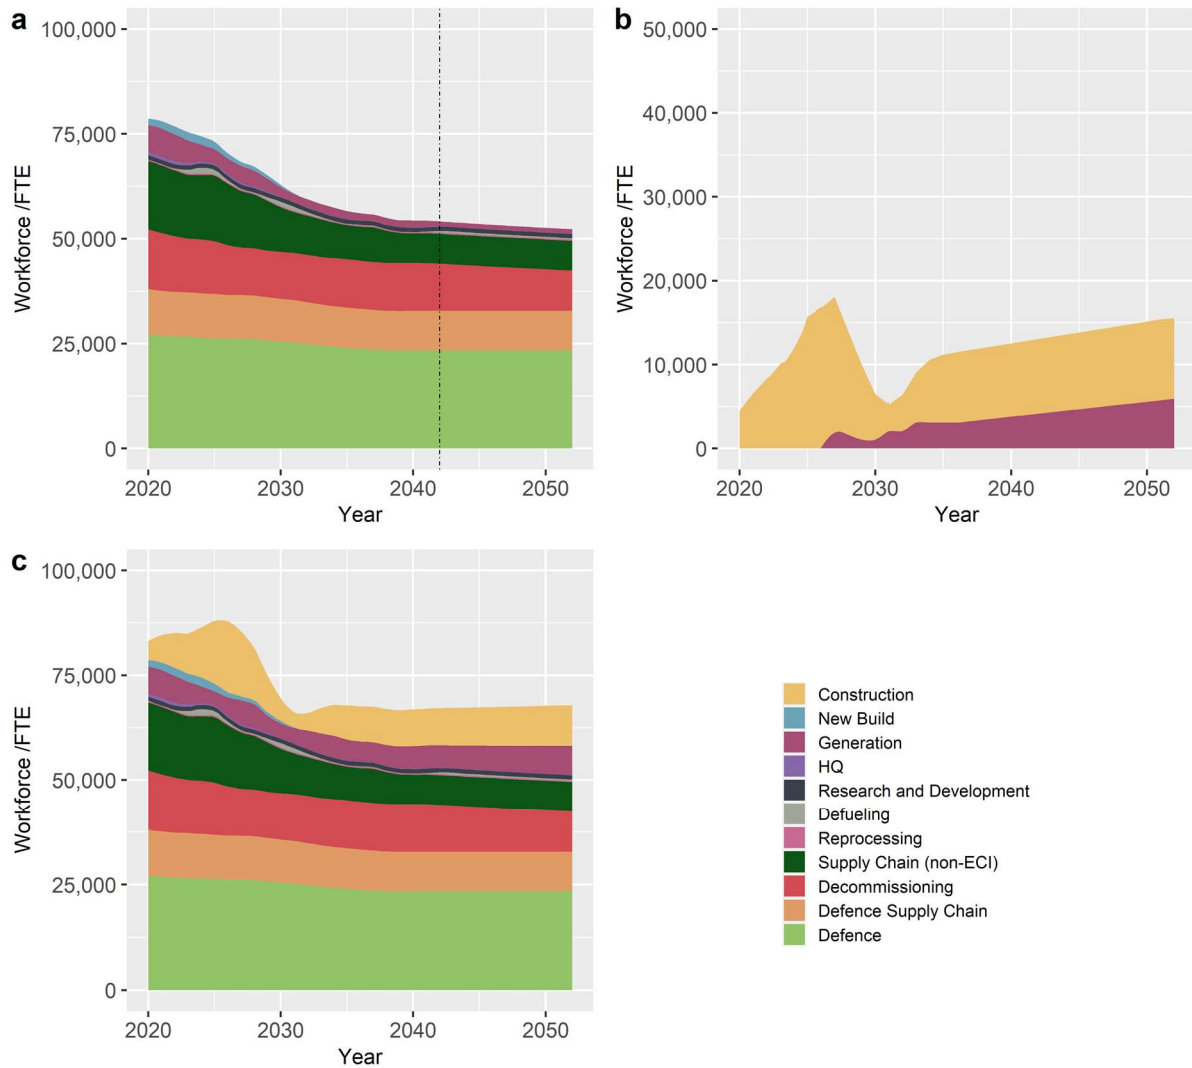 a
100,000
75,000
50,000
25,000
0
Workforce /FTE
2020 2030 2040 2050
Year
b
50,000
40,000
30,000
20,000
10,000
0
Workforce /FTE
2020 2030 2040 2050
Year
c
100,000
75,000
50,000
25,000
0
Workforce /FTE
2020 2030 2040 2050
Year
Construction
New Build
Generation
HQ
Research and Development
Defueling
Reprocessing
Supply Chain (non-ECI)
Decommissioning
Defence Supply Chain
Defence